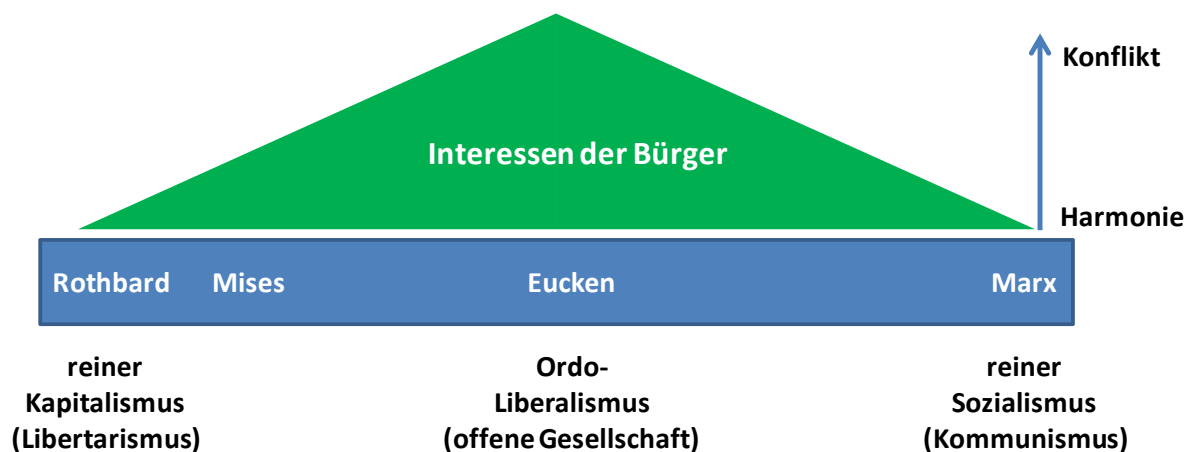 Konflikt
Interessen der Bürger
Harmonie
Rothbard Mises Eucken Marx
reiner
Kapitalismus
(Libertarismus)
Ordo-
Liberalismus
(offene Gesellschaft)
reiner
Sozialismus
(Kommunismus)